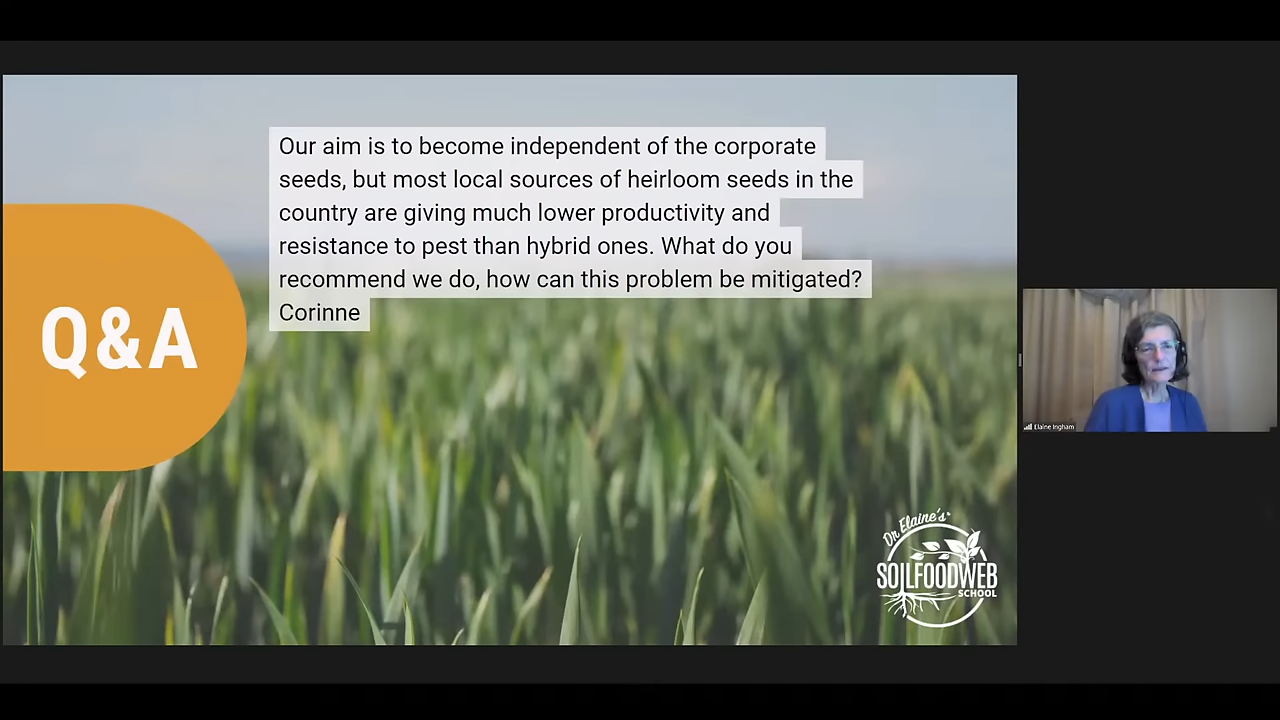 Our aim is to become independent of the corporate
seeds, but most local sources of heirloom seeds in the
country are giving much lower productivity and
resistance to pest than hybrid ones. What do you
recommend we do, how can this problem be mitigated?
Corinne
Q&A
Elaine Ingham
Dr Elaine's
SOILFOODWEB
SCHOOL